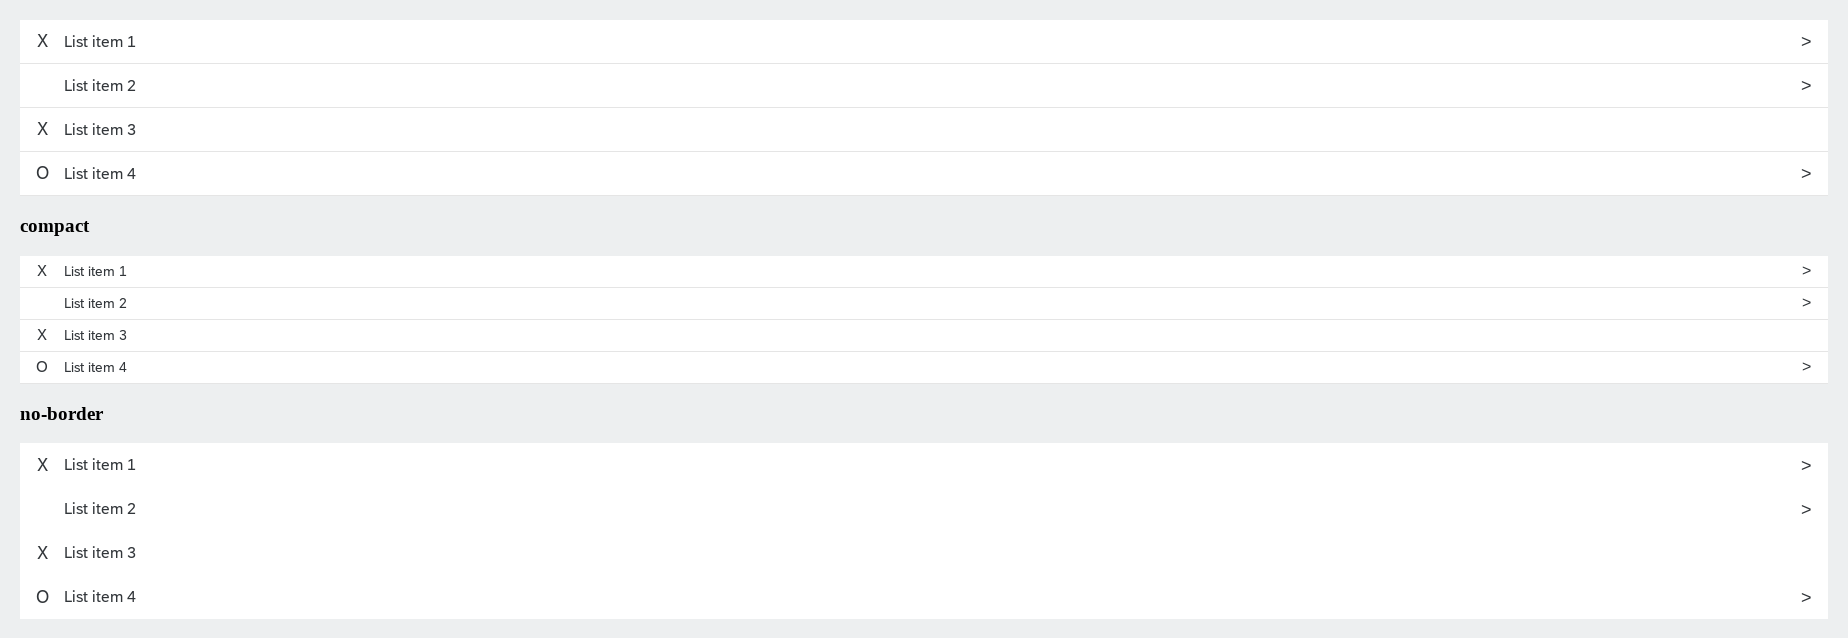 X List item 1 >
List item 2 >
X List item 3
O List item 4 >
compact
X List item 1 >
List item 2 >
X List item 3
O List item 4 >
no-border
X List item 1 >
List item 2 >
X List item 3
O List item 4 >